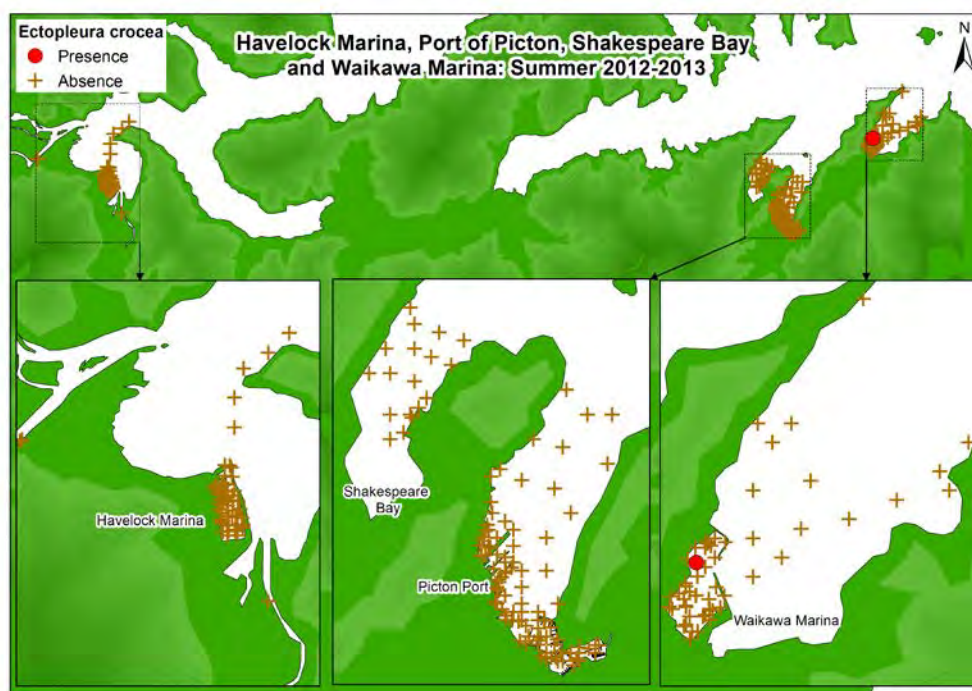 Ectopleura crocea
Presence
Absence
Havelock Marina, Port of Picton, Shakespeare Bay
and Waikawa Marina: Summer 2012-2013
N
Havelock Marina
Shakespeare
Bay
Picton Port
Waikawa Marina